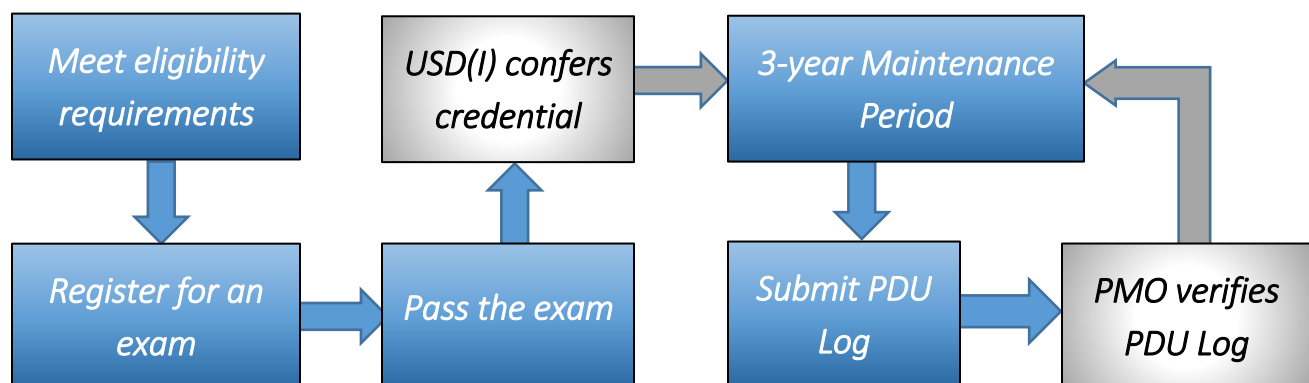 Meet eligibility
requirements
Register for an
exam
Pass the exam
USD(I) confers
credential
3-year Maintenance
Period
Submit PDU
Log
PMO verifies
PDU Log